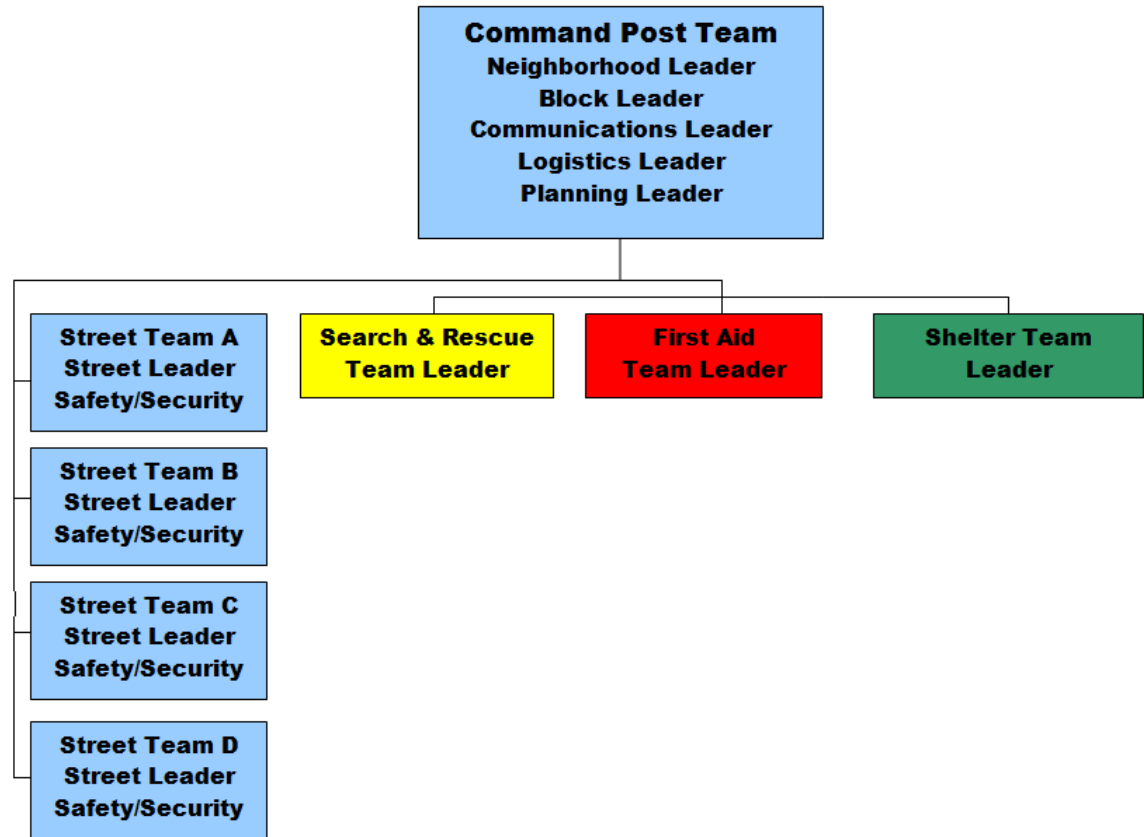 Command Post Team
Neighborhood Leader
Block Leader
Communications Leader
Logistics Leader
Planning Leader
Street Team A
Street Leader
Safety/Security
Search & Rescue
Team Leader
First Aid
Team Leader
Shelter Team
Leader
Street Team B
Street Leader
Safety/Security
Street Team C
Street Leader
Safety/Security
Street Team D
Street Leader
Safety/Security